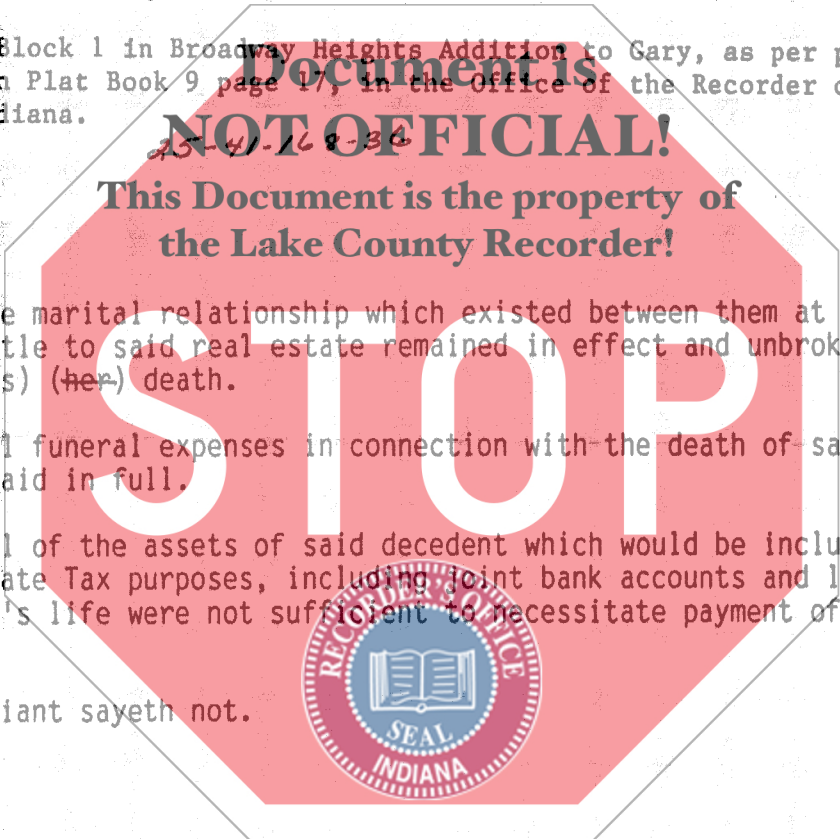 Block 1 in Broadway Heights Addition to Gary, as per p
n Plat Book 9 page 17, in the Office of the Recorder o
diana.
Document is
NOT OFFICIAL!
25-41-168-36
This Document is the property of
the Lake County Recorder!
e marital relationship which existed between them at
tle to said real estate remained in effect and unbrok
s) (her) death.
STOP
l funeral expenses in connection with the death of sa
aid in full.
l of the assets of said decedent which would be inclu
ate Tax purposes, including joint bank accounts and l
's life were not sufficient to necessitate payment of
RECORDER'S OFFICE
SEAL
INDIANA
iant sayeth not.